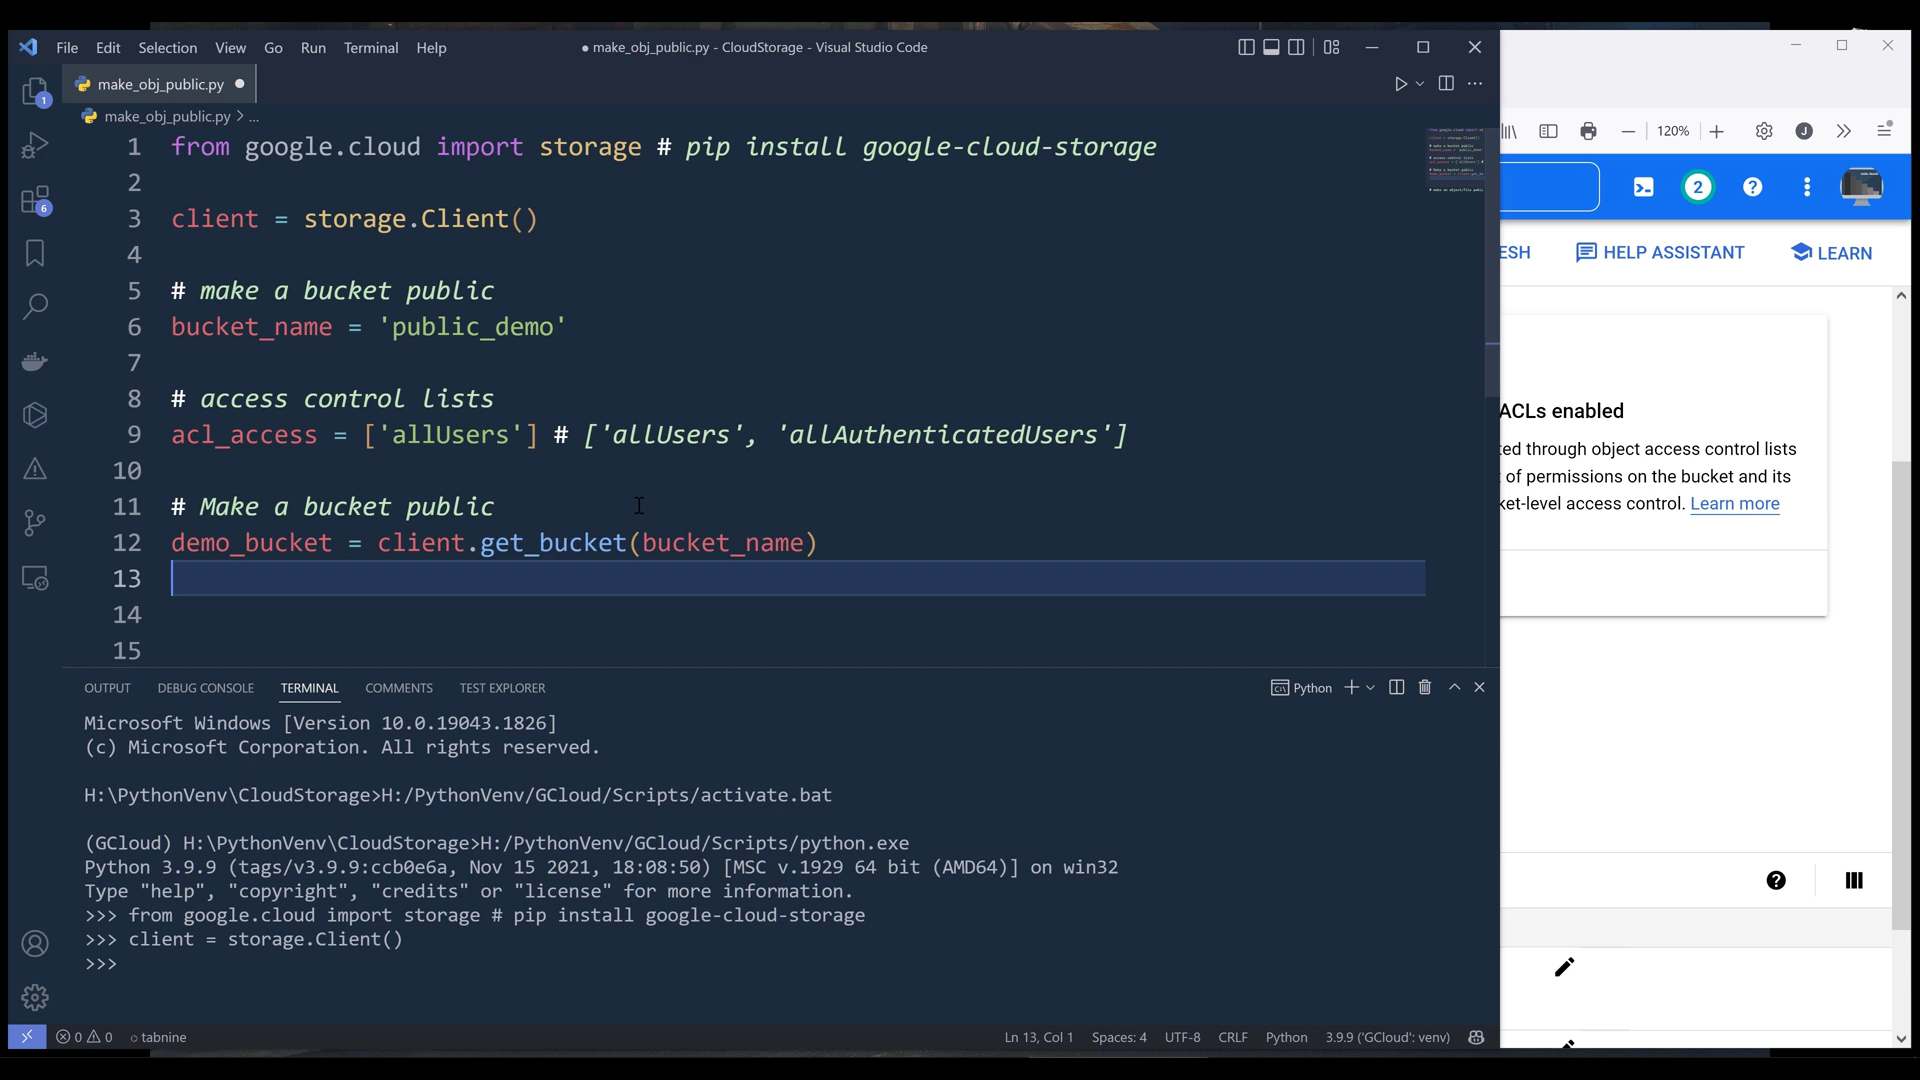 File Edit Selection View Go Run Terminal Help
● make_obj_public.py - CloudStorage - Visual Studio Code
make_obj_public.py ●
make_obj_public.py > ...
1 from google.cloud import storage # pip install google-cloud-storage
2
3 client = storage.Client()
4
5 # make a bucket public
6 bucket_name = 'public_demo'
7
8 # access control lists
9 acl_access = ['allUsers'] # ['allUsers', 'allAuthenticatedUsers']
10
11 # Make a bucket public
12 demo_bucket = client.get_bucket(bucket_name)
13
14
15
1
6
OUTPUT DEBUG CONSOLE TERMINAL COMMENTS TEST EXPLORER
Python
Microsoft Windows [Version 10.0.19043.1826]
(c) Microsoft Corporation. All rights reserved.
H:\PythonVenv\CloudStorage>H:/PythonVenv/GCloud/Scripts/activate.bat
(GCloud) H:\PythonVenv\CloudStorage>H:/PythonVenv/GCloud/Scripts/python.exe
Python 3.9.9 (tags/v3.9.9:ccb0e6a, Nov 15 2021, 18:08:50) [MSC v.1929 64 bit (AMD64)] on win32
Type "help", "copyright", "credits" or "license" for more information.
>>> from google.cloud import storage # pip install google-cloud-storage
>>> client = storage.Client()
>>>
0 0 tabnine
Ln 13, Col 1 Spaces: 4 UTF-8 CRLF Python 3.9.9 ('GCloud': venv)
120%
J
2
ESH HELP ASSISTANT LEARN
ACLs enabled
ted through object access control lists
of permissions on the bucket and its
ket-level access control. Learn more